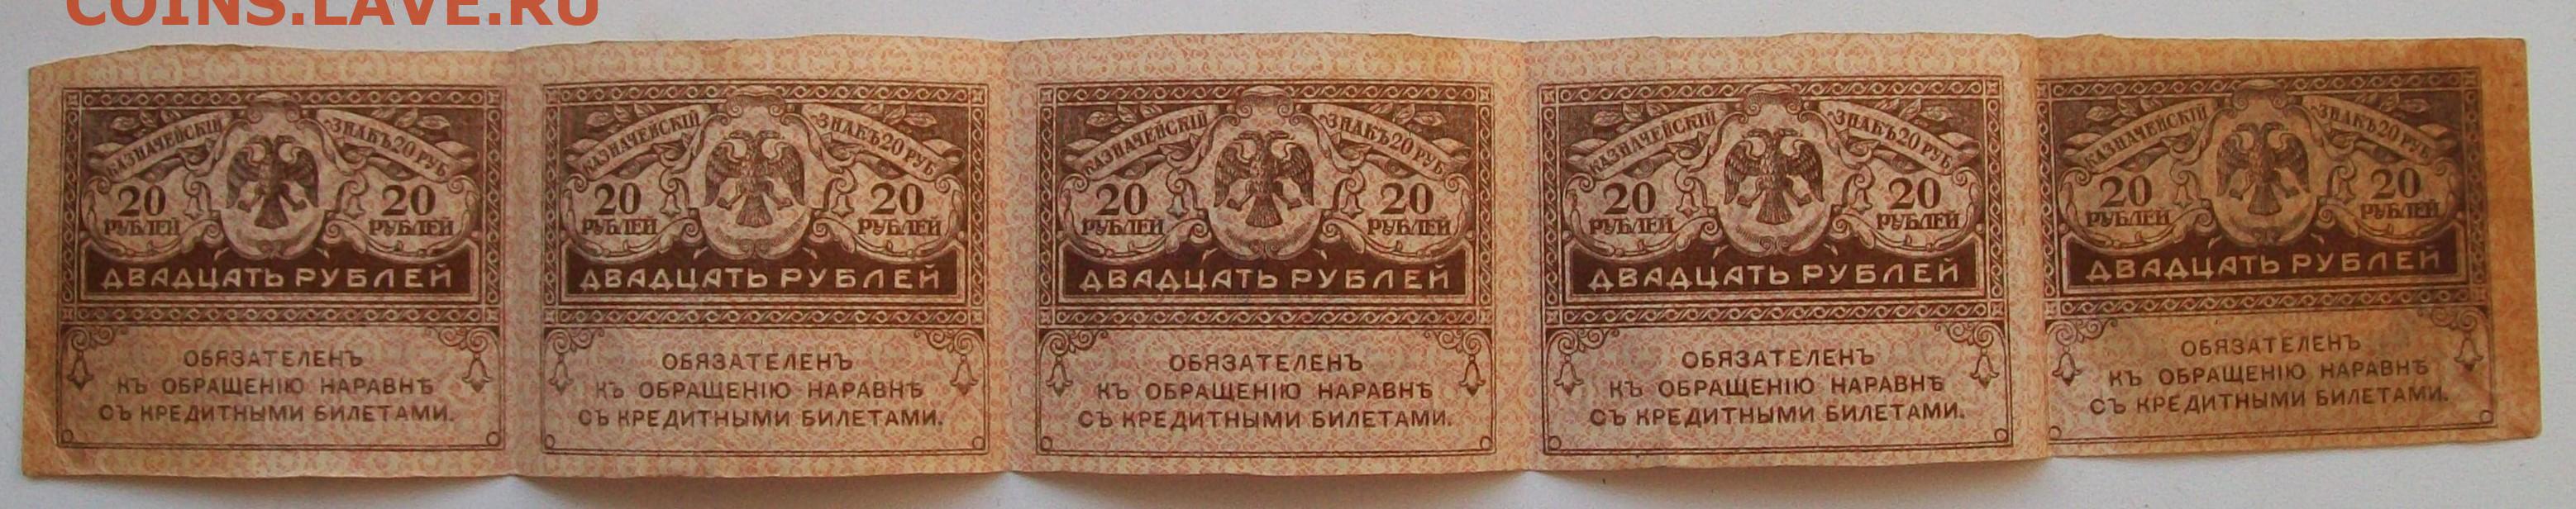 COINS.LAVE.RU
КАЗНАЧЕЙСКІЙ ЗНАКЪ 20 РУБ.
20 РУБЛЕЙ 20 РУБЛЕЙ
ДВАДЦАТЬ РУБЛЕЙ
ОБЯЗАТЕЛЕНЪ
КЪ ОБРАЩЕНІЮ НАРАВНѢ
СЪ КРЕДИТНЫМИ БИЛЕТАМИ.
КАЗНАЧЕЙСКІЙ ЗНАКЪ 20 РУБ.
20 РУБЛЕЙ 20 РУБЛЕЙ
ДВАДЦАТЬ РУБЛЕЙ
ОБЯЗАТЕЛЕНЪ
КЪ ОБРАЩЕНІЮ НАРАВНѢ
СЪ КРЕДИТНЫМИ БИЛЕТАМИ.
КАЗНАЧЕЙСКІЙ ЗНАКЪ 20 РУБ.
20 РУБЛЕЙ 20 РУБЛЕЙ
ДВАДЦАТЬ РУБЛЕЙ
ОБЯЗАТЕЛЕНЪ
КЪ ОБРАЩЕНІЮ НАРАВНѢ
СЪ КРЕДИТНЫМИ БИЛЕТАМИ.
КАЗНАЧЕЙСКІЙ ЗНАКЪ 20 РУБ.
20 РУБЛЕЙ 20 РУБЛЕЙ
ДВАДЦАТЬ РУБЛЕЙ
ОБЯЗАТЕЛЕНЪ
КЪ ОБРАЩЕНІЮ НАРАВНѢ
СЪ КРЕДИТНЫМИ БИЛЕТАМИ.
КАЗНАЧЕЙСКІЙ ЗНАКЪ 20 РУБ.
20 РУБЛЕЙ 20 РУБЛЕЙ
ДВАДЦАТЬ РУБЛЕЙ
ОБЯЗАТЕЛЕНЪ
КЪ ОБРАЩЕНІЮ НАРАВНѢ
СЪ КРЕДИТНЫМИ БИЛЕТАМИ.